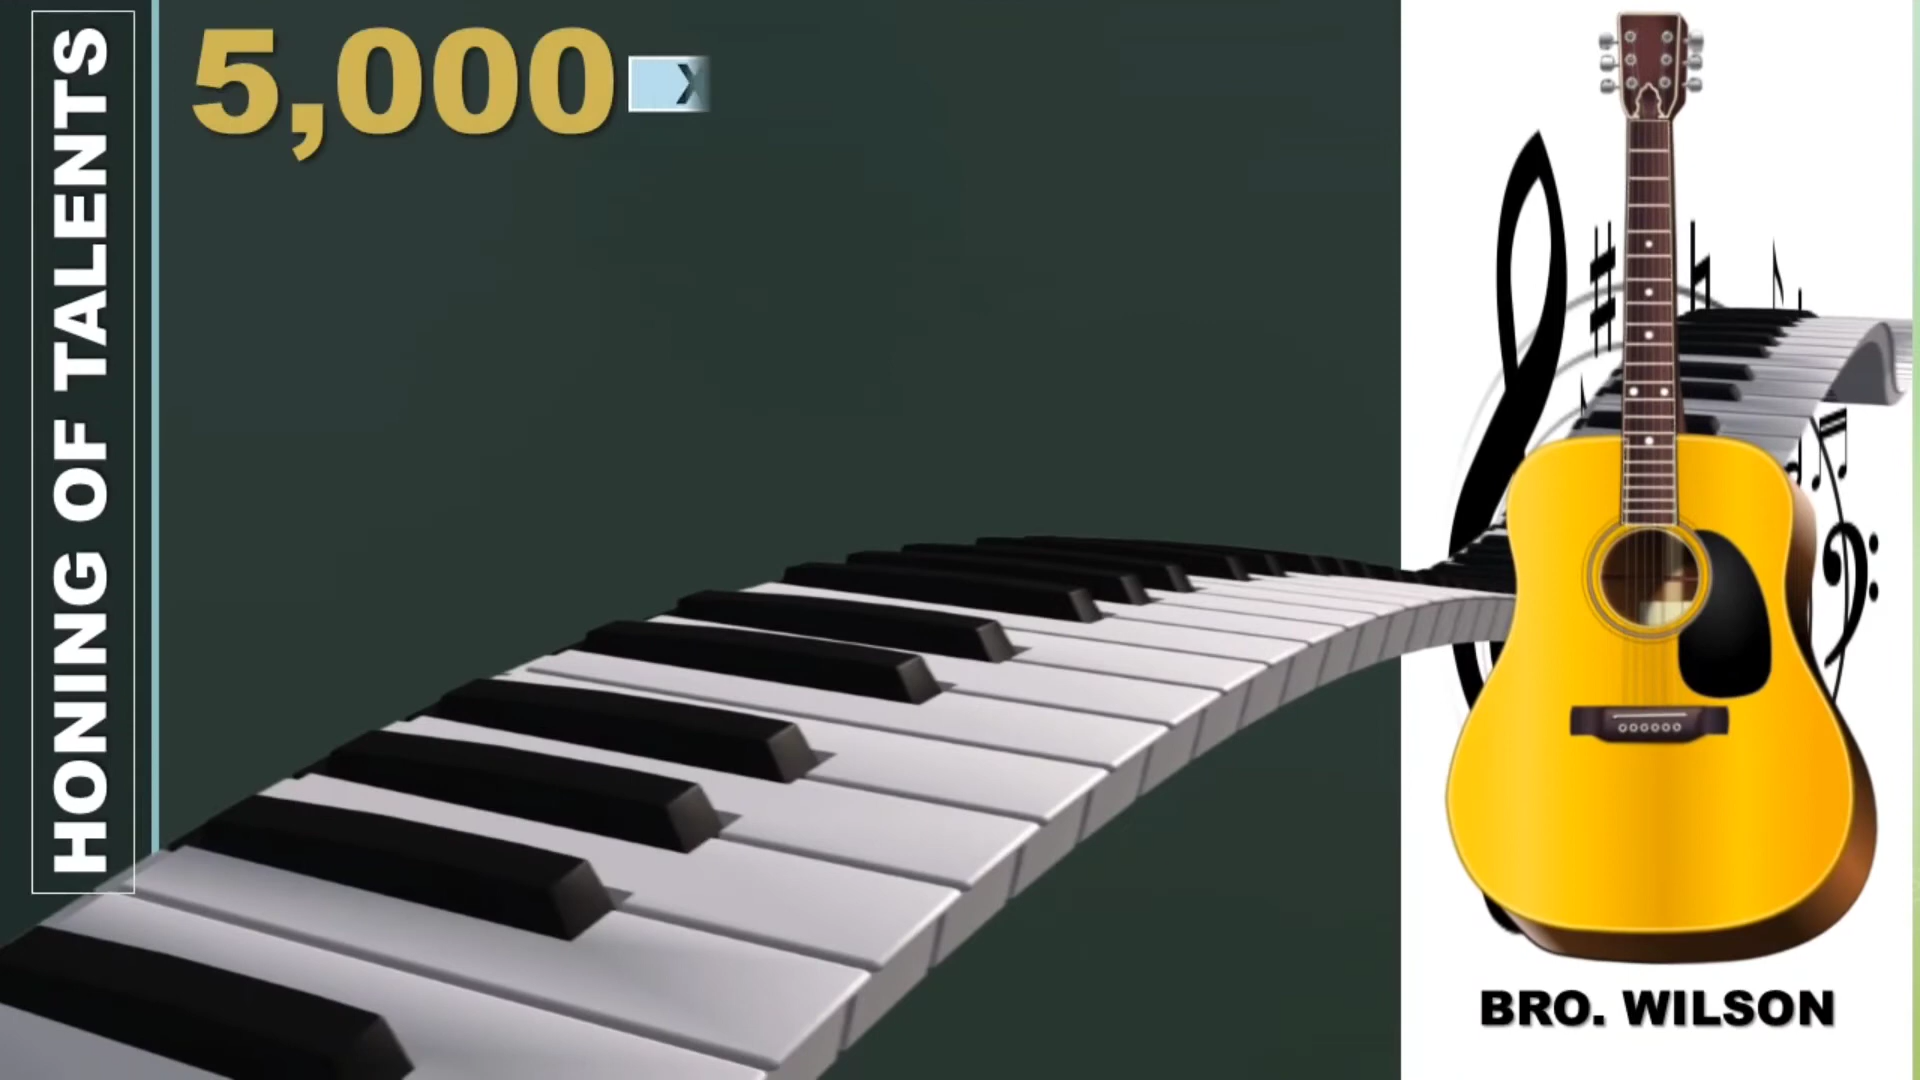 HONING OF TALENTS
5,000
X
BRO. WILSON